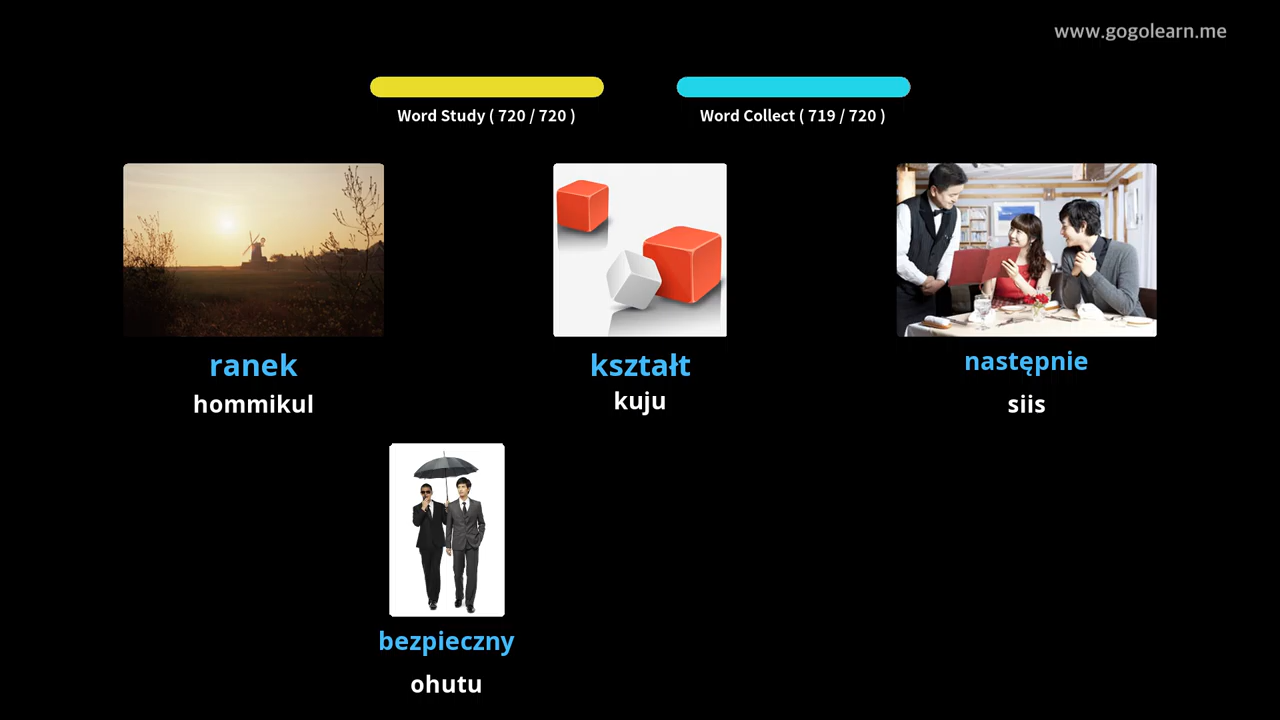 www.gogolearn.me
Word Study ( 720 / 720 )
Word Collect ( 719 / 720 )
ranek
hommikul
kształt
kuju
następnie
siis
bezpieczny
ohutu